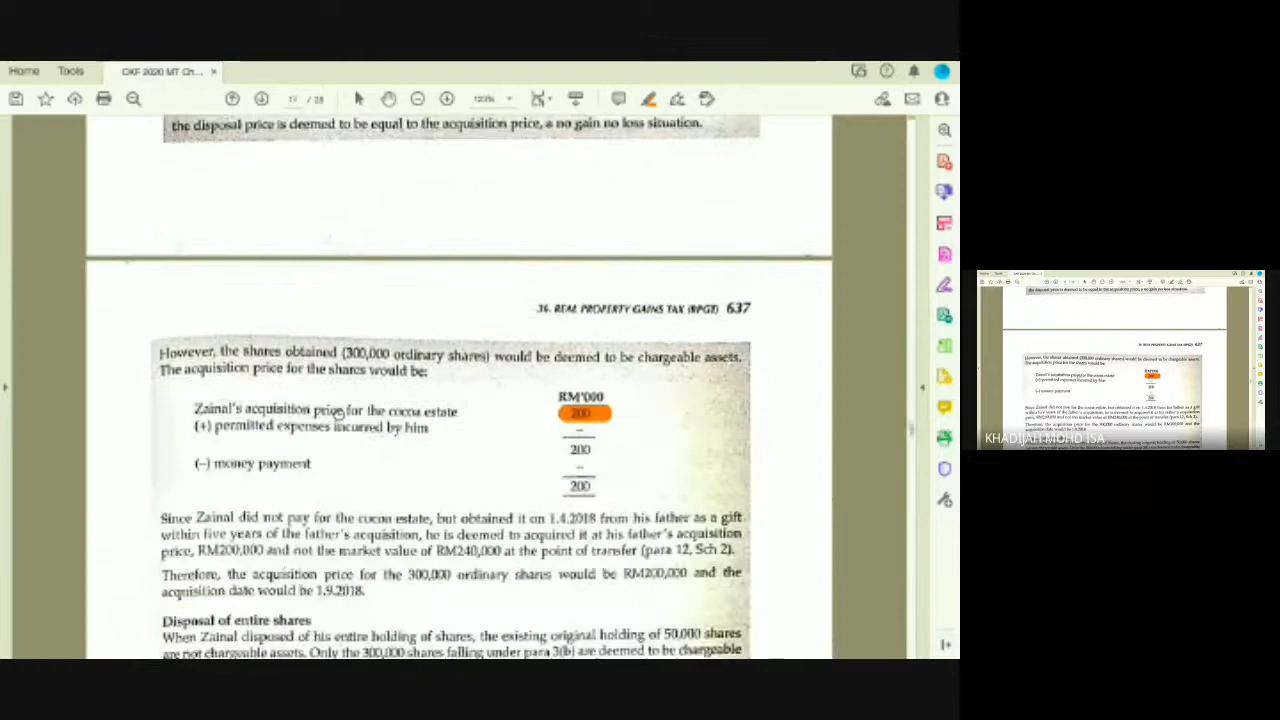 Home Tools CKF 2020 MT Ch... ×
17 / 28 123%
the disposal price is deemed to be equal to the acquisition price, a no gain no loss situation.
36. REAL PROPERTY GAINS TAX (RPGT) 637
However, the shares obtained (300,000 ordinary shares) would be deemed to be chargeable assets.
The acquisition price for the shares would be:
RM'000
Zainal's acquisition price for the cocoa estate 200
(+) permitted expenses incurred by him –
200
(–) money payment –
200
Since Zainal did not pay for the cocoa estate, but obtained it on 1.4.2018 from his father as a gift
within five years of the father's acquisition, he is deemed to acquired it at his father's acquisition
price, RM200,000 and not the market value of RM240,000 at the point of transfer (para 12, Sch 2).
Therefore, the acquisition price for the 300,000 ordinary shares would be RM200,000 and the
acquisition date would be 1.9.2018.
Disposal of entire shares
When Zainal disposed of his entire holding of shares, the existing original holding of 50,000 shares
are not chargeable assets. Only the 300,000 shares falling under para 3(b) are deemed to be chargeable
KHADIJAH MOHD ISA